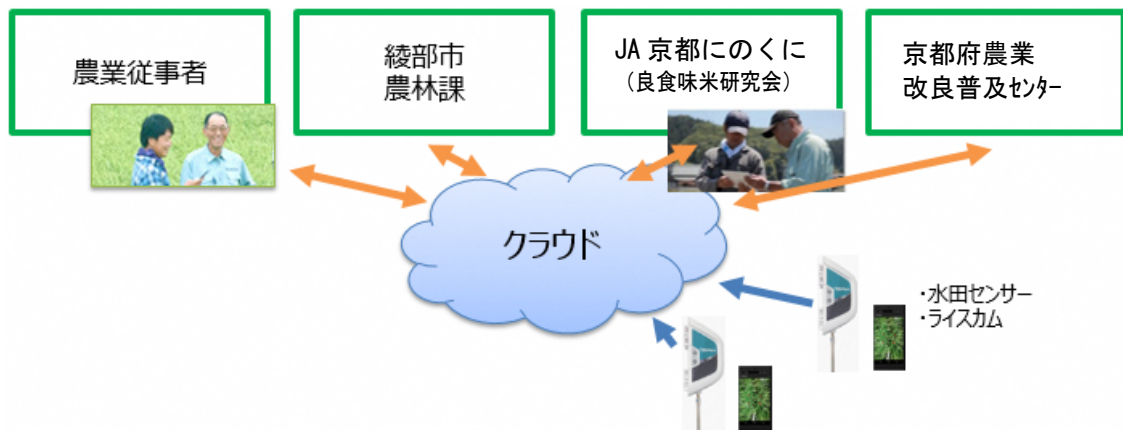 農業従事者
綾部市
農林課
JA 京都にのくに
(良食味米研究会)
京都府農業
改良普及ｾﾝﾀｰ
クラウド
・水田センサー
・ライスカム